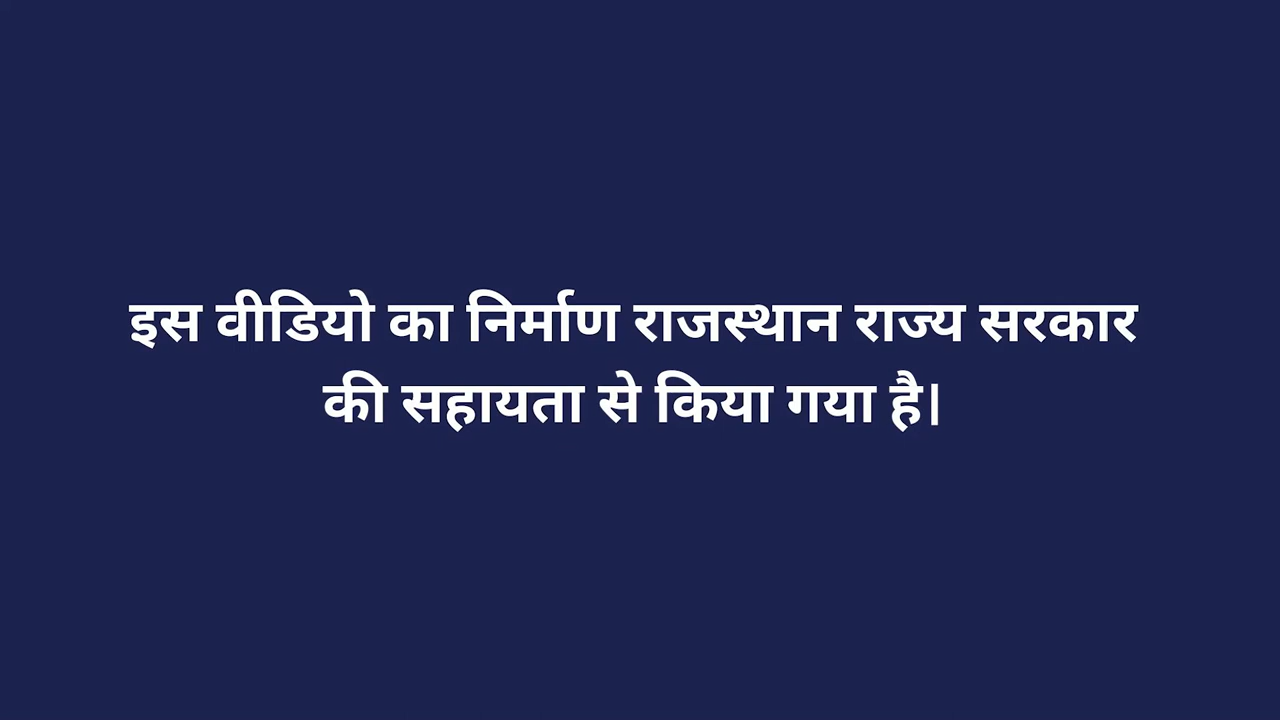 इस वीडियो का निर्माण राजस्थान राज्य सरकार
की सहायता से किया गया है।